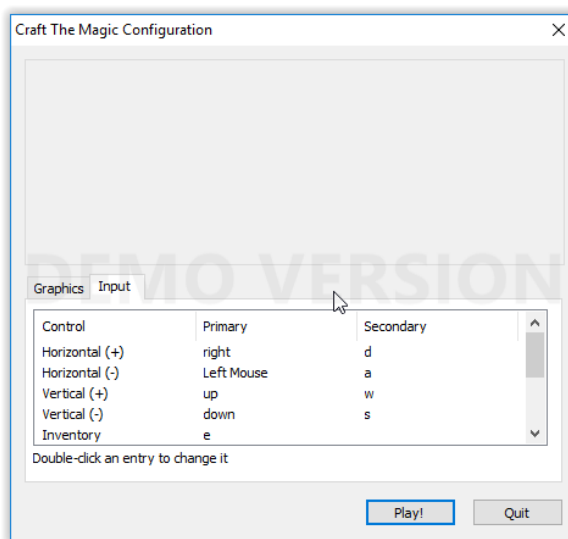 Craft The Magic Configuration
DEMO VERSION
Graphics Input
Control Primary Secondary
Horizontal (+) right d
Horizontal (-) Left Mouse a
Vertical (+) up w
Vertical (-) down s
Inventory e
Double-click an entry to change it
Play! Quit